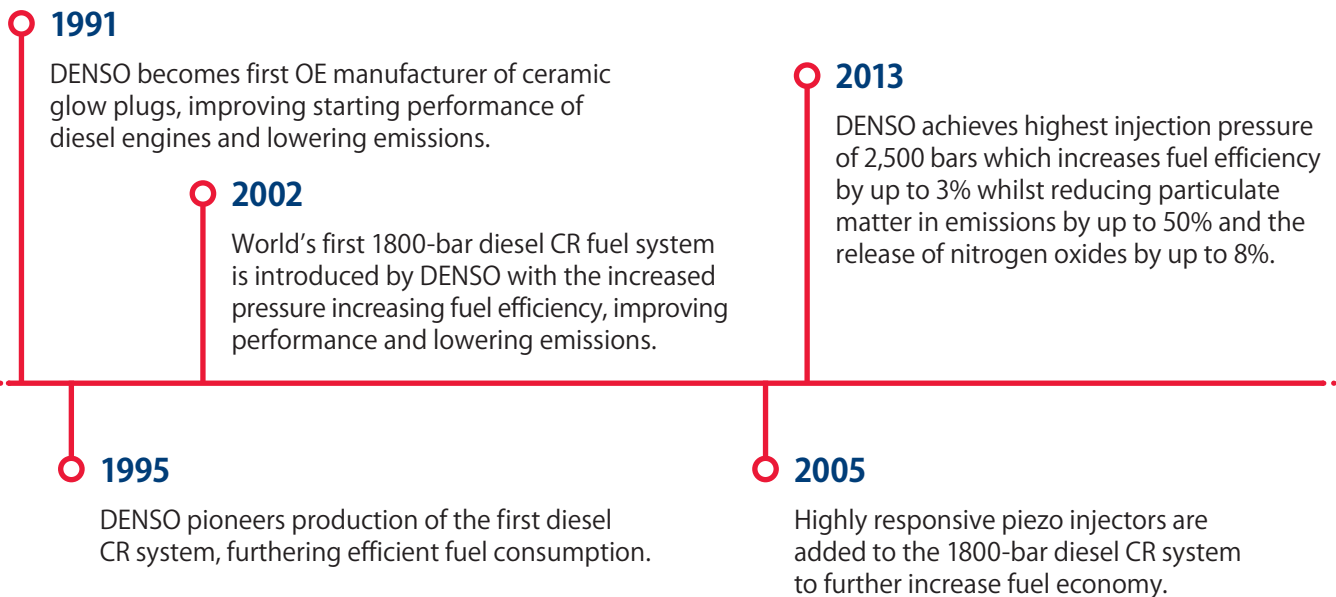 1991
DENSO becomes first OE manufacturer of ceramic
glow plugs, improving starting performance of
diesel engines and lowering emissions.
2002
World's first 1800-bar diesel CR fuel system
is introduced by DENSO with the increased
pressure increasing fuel efficiency, improving
performance and lowering emissions.
2013
DENSO achieves highest injection pressure
of 2,500 bars which increases fuel efficiency
by up to 3% whilst reducing particulate
matter in emissions by up to 50% and the
release of nitrogen oxides by up to 8%.
1995
DENSO pioneers production of the first diesel
CR system, furthering efficient fuel consumption.
2005
Highly responsive piezo injectors are
added to the 1800-bar diesel CR system
to further increase fuel economy.